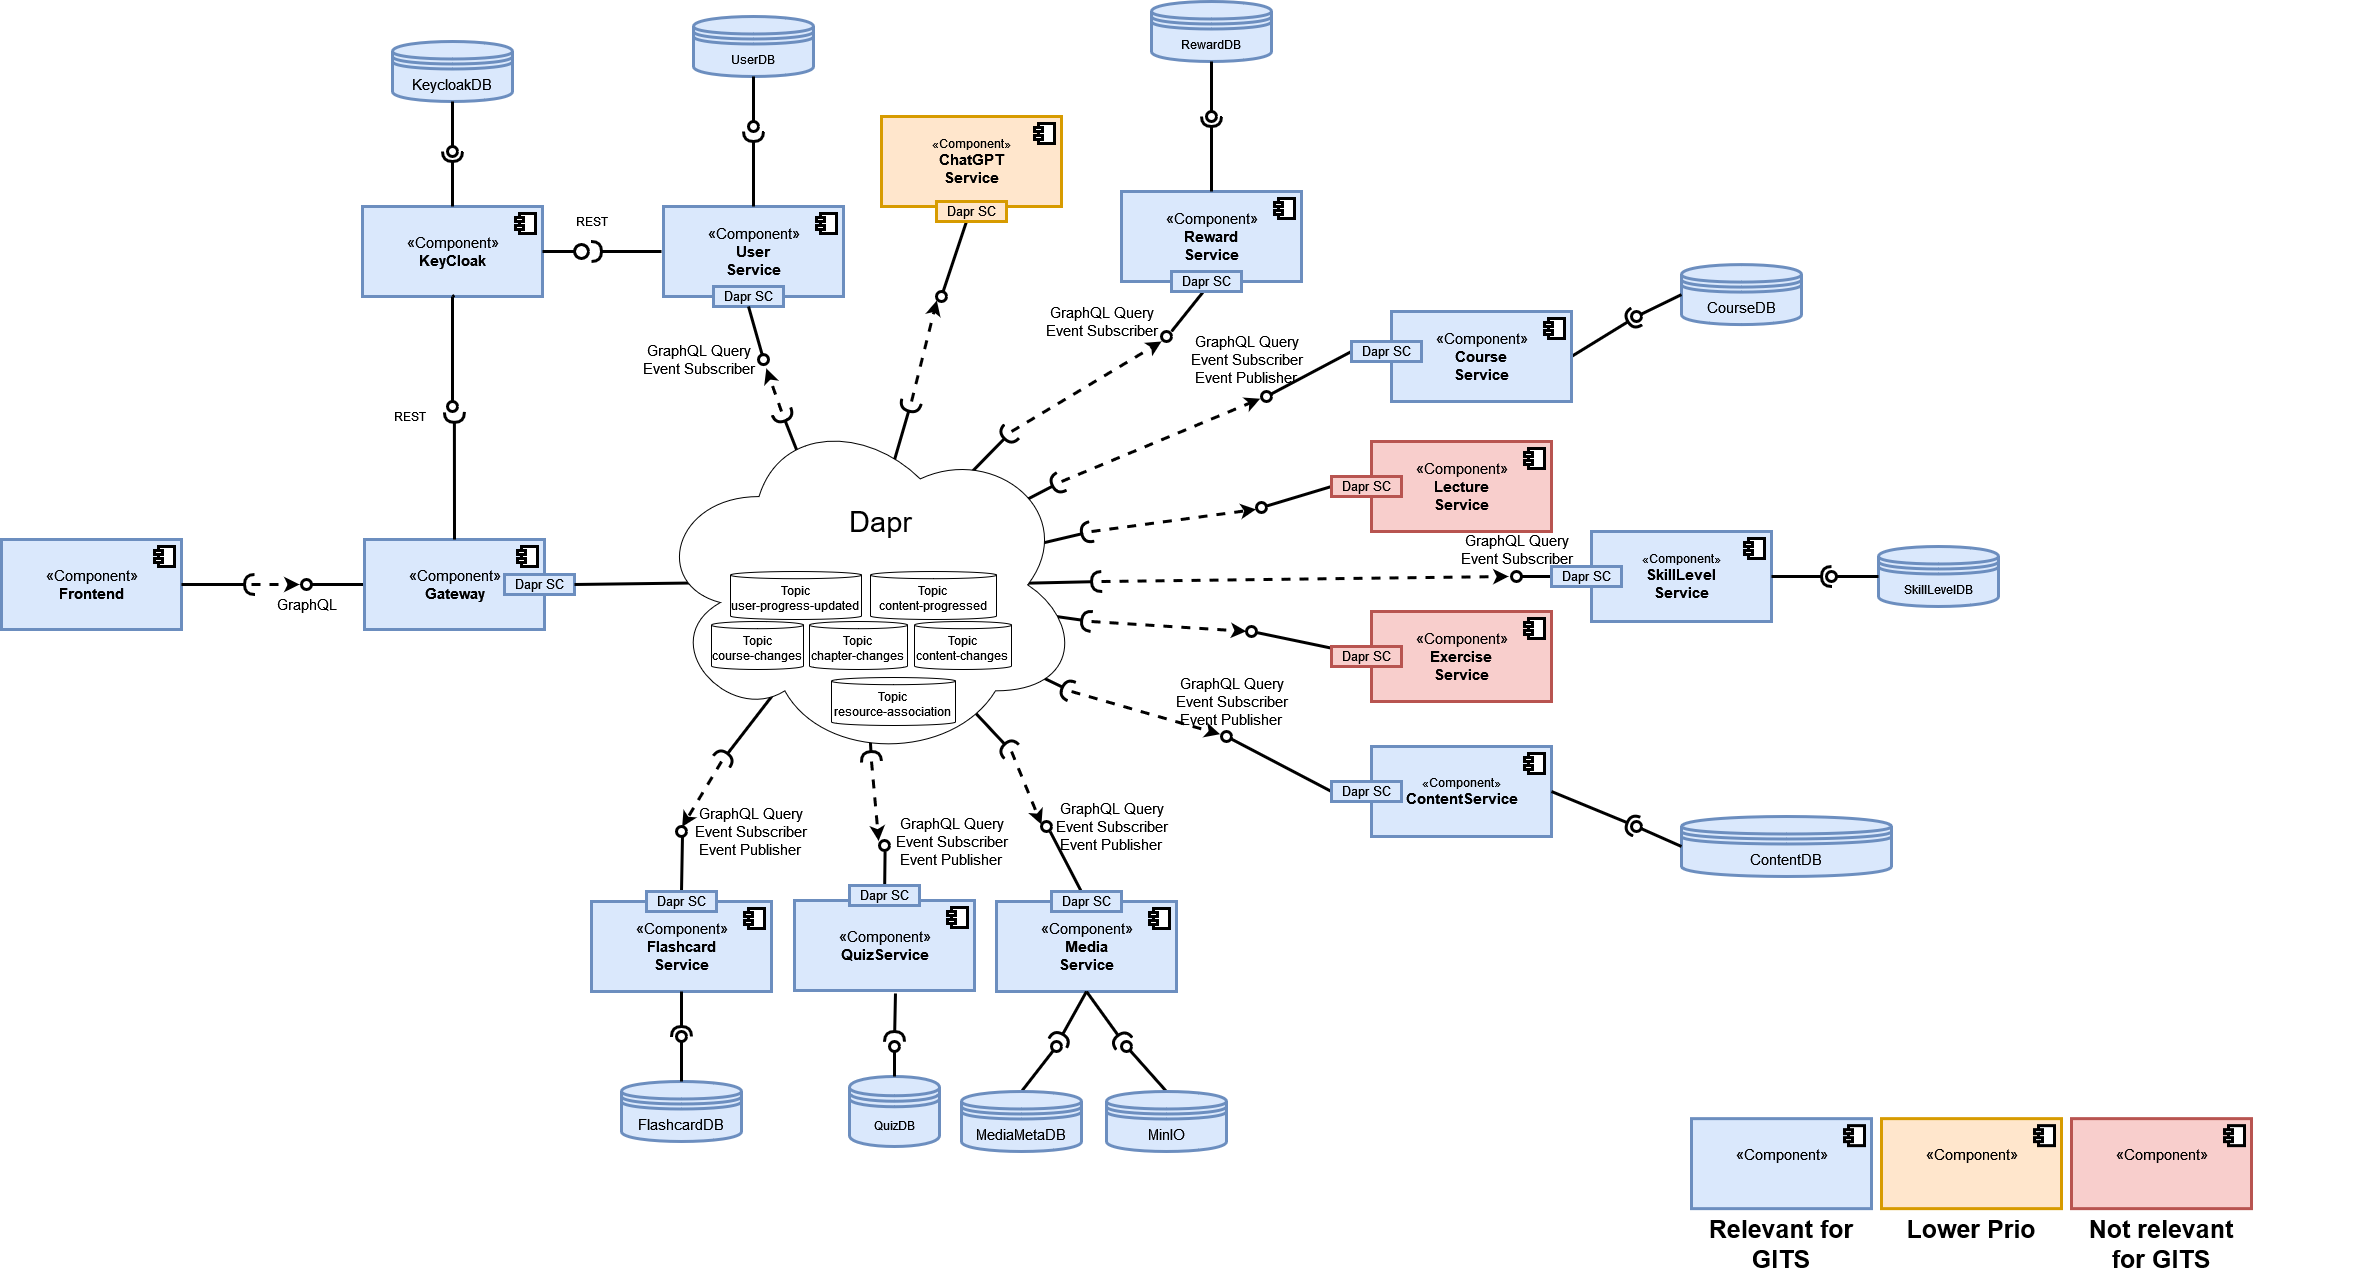 KeycloakDB
UserDB
RewardDB
«Component»
KeyCloak
REST
«Component»
User
Service
Dapr SC
GraphQL Query
Event Subscriber
«Component»
ChatGPT
Service
Dapr SC
«Component»
Reward
Service
Dapr SC
GraphQL Query
Event Subscriber
GraphQL Query
Event Subscriber
Event Publisher
Dapr SC
«Component»
Course
Service
CourseDB
REST
«Component»
Frontend
GraphQL
«Component»
Gateway
Dapr SC
Dapr
Topic
user-progress-updated
Topic
content-progressed
Topic
course-changes
Topic
chapter-changes
Topic
content-changes
Topic
resource-association
Dapr SC
«Component»
Lecture
Service
GraphQL Query
Event Subscriber
Dapr SC
«Component»
SkillLevel
Service
SkillLevelDB
Dapr SC
«Component»
Exercise
Service
GraphQL Query
Event Subscriber
Event Publisher
Dapr SC
«Component»
ContentService
ContentDB
GraphQL Query
Event Subscriber
Event Publisher
Dapr SC
«Component»
Flashcard
Service
FlashcardDB
GraphQL Query
Event Subscriber
Event Publisher
Dapr SC
«Component»
QuizService
QuizDB
GraphQL Query
Event Subscriber
Event Publisher
Dapr SC
«Component»
Media
Service
MediaMetaDB
MinIO
«Component»
Relevant for
GITS
«Component»
Lower Prio
«Component»
Not relevant
for GITS